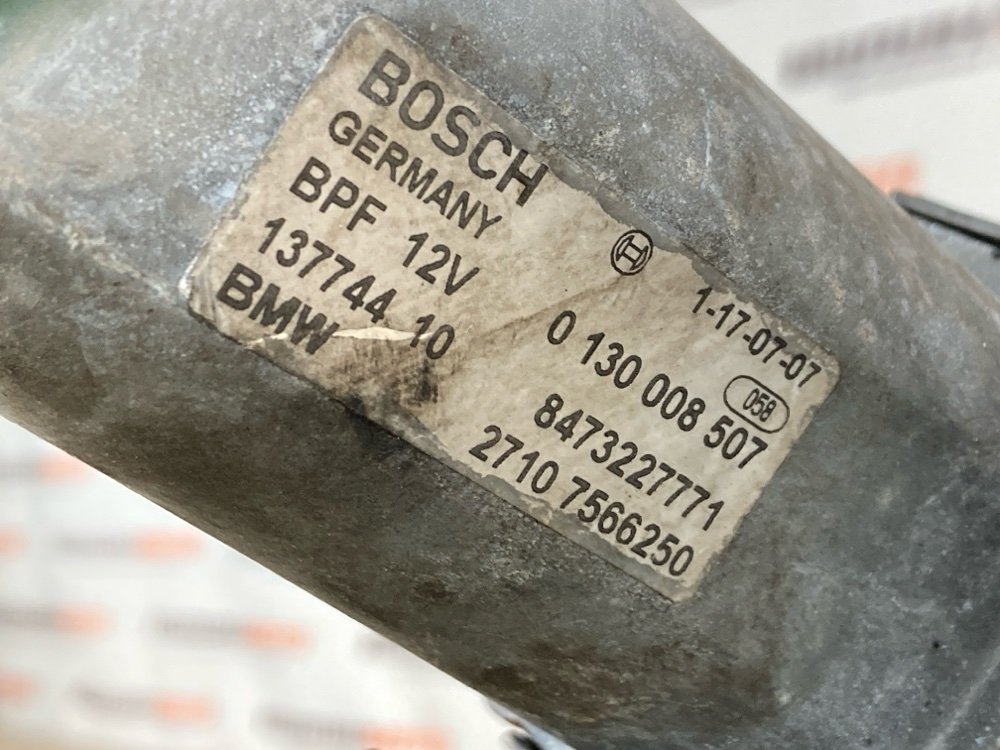 BOSCH
GERMANY
BPF 12V
137744 10
BMW
1-17-07-07
058
0 130 008 507
8473227771
2710 7566250